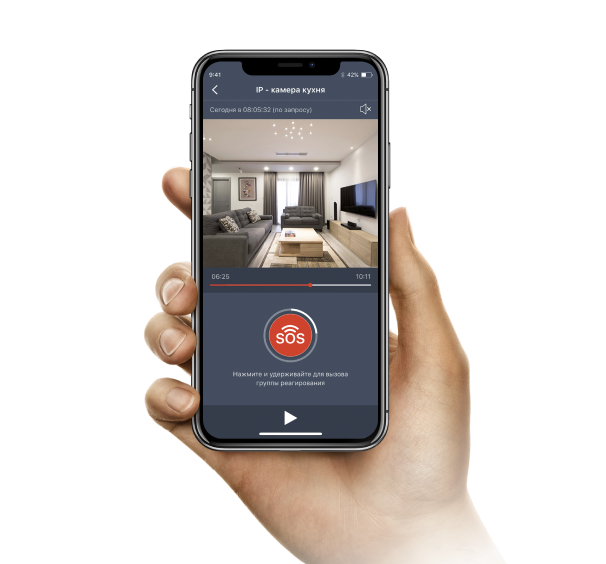 9:41
42%
IP - камера кухня
Сегодня в 08:05:32 (по запросу)
06:25
10:11
SOS
Нажмите и удерживайте для вызова
группы реагирования